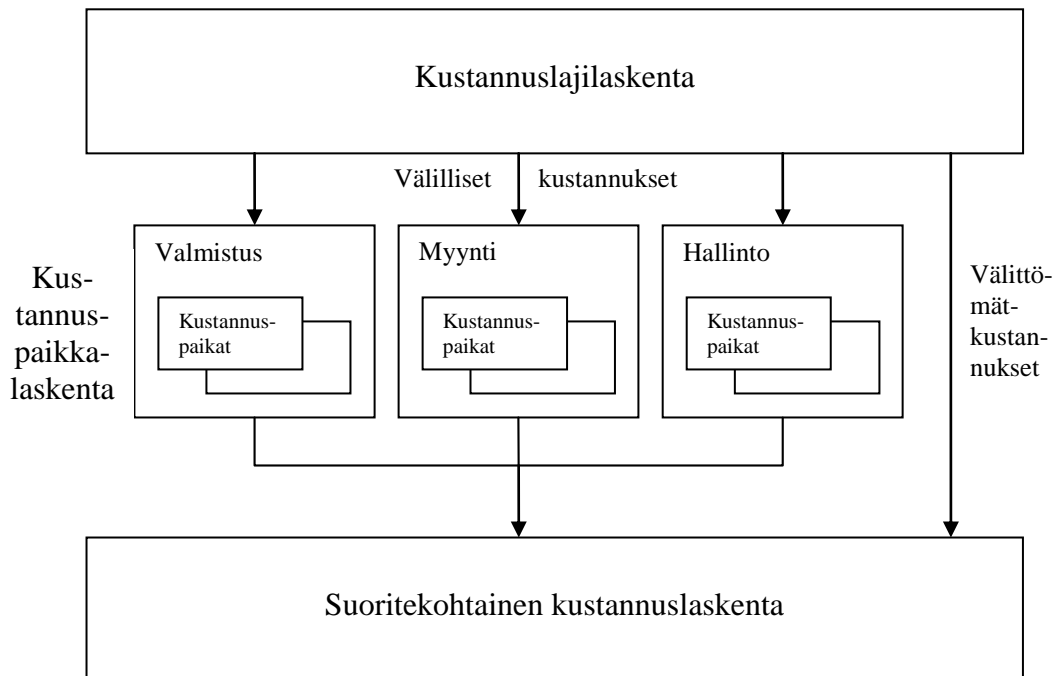 Kustannuslajilaskenta
Välilliset kustannukset
Kus-
tannus-
paikka-
laskenta
Valmistus
Kustannus-
paikat
Myynti
Kustannus-
paikat
Hallinto
Kustannus-
paikat
Välittö-
mät-
kustan-
nukset
Suoritekohtainen kustannuslaskenta